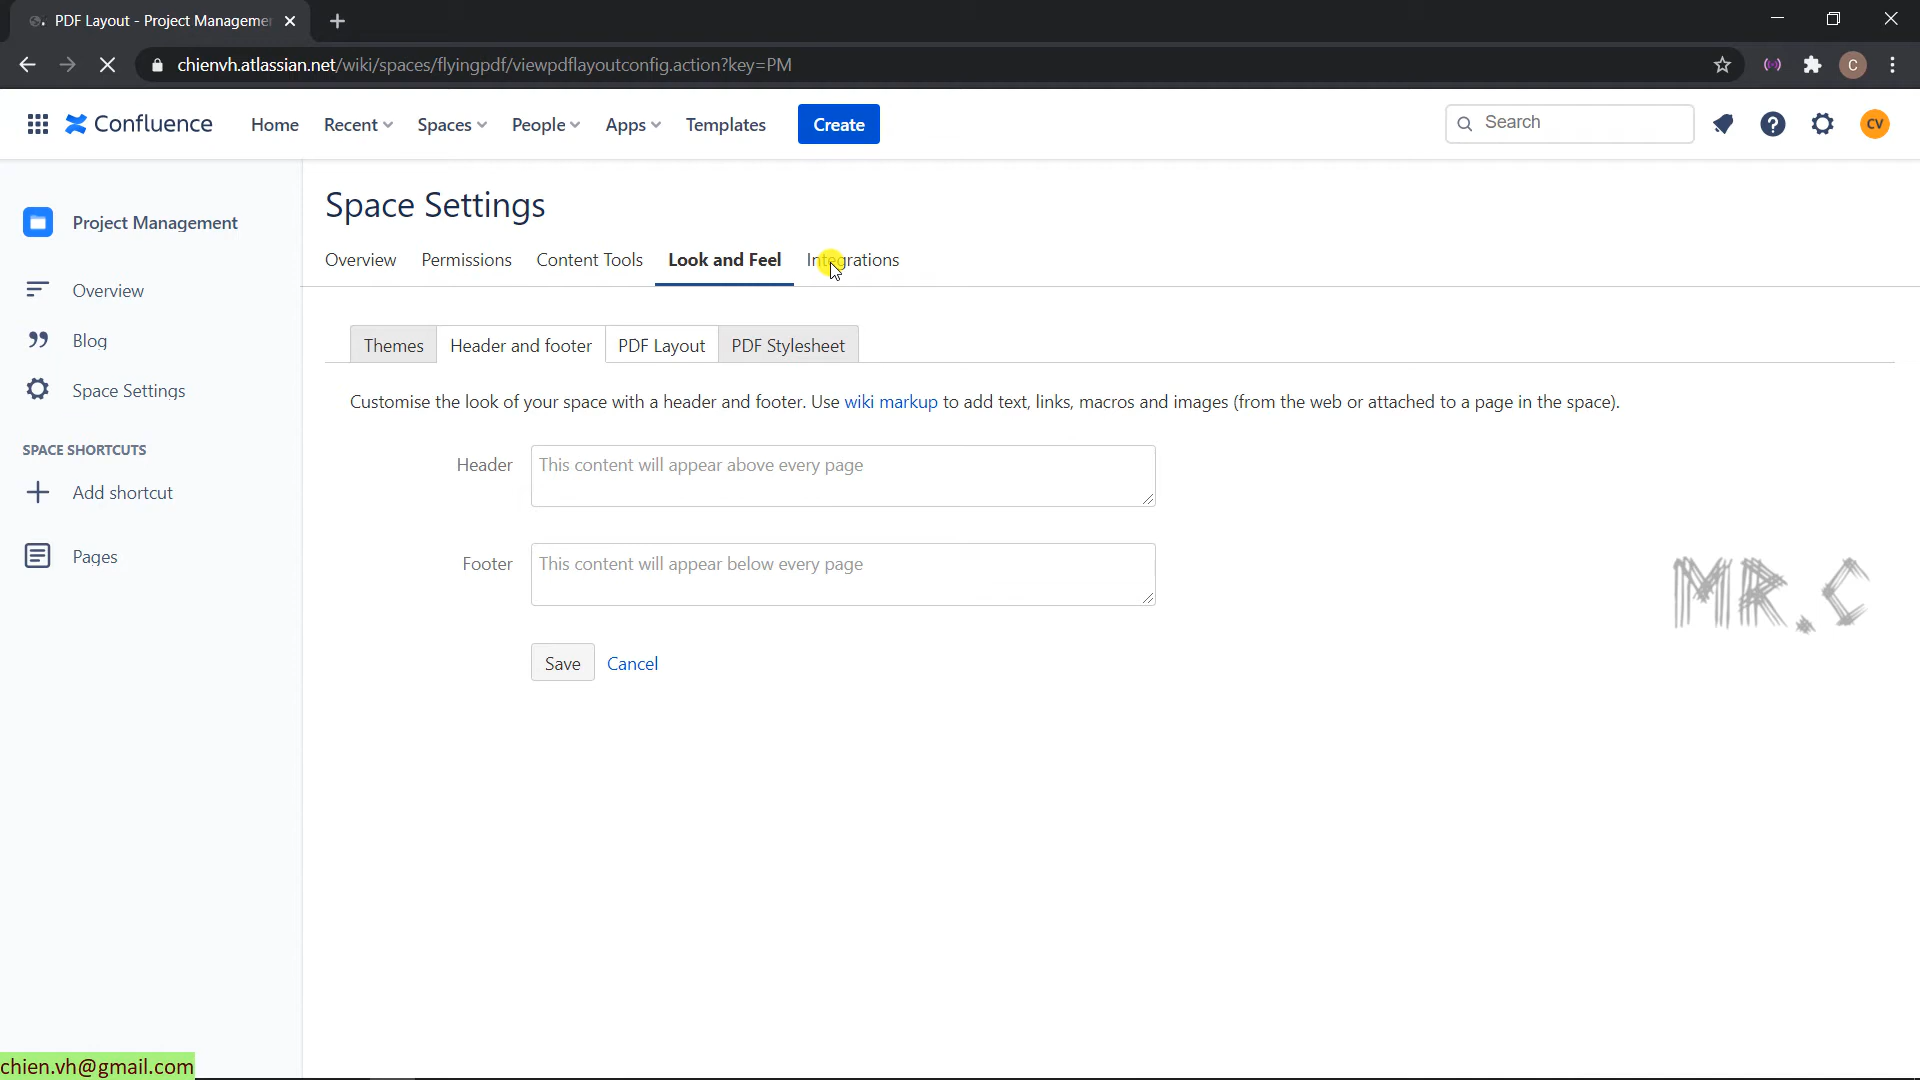 PDF Layout - Project Manageme
chienvh.atlassian.net/wiki/spaces/flyingpdf/viewpdflayoutconfig.action?key=PM
C
Confluence
Home
Recent
Spaces
People
Apps
Templates
Create
Search
CV
Project Management
Overview
Blog
Space Settings
SPACE SHORTCUTS
Add shortcut
Pages
Space Settings
Overview
Permissions
Content Tools
Look and Feel
Integrations
Themes
Header and footer
PDF Layout
PDF Stylesheet
Customise the look of your space with a header and footer. Use wiki markup to add text, links, macros and images (from the web or attached to a page in the space).
Header
This content will appear above every page
Footer
This content will appear below every page
Save
Cancel
MR.C
chien.vh@gmail.com